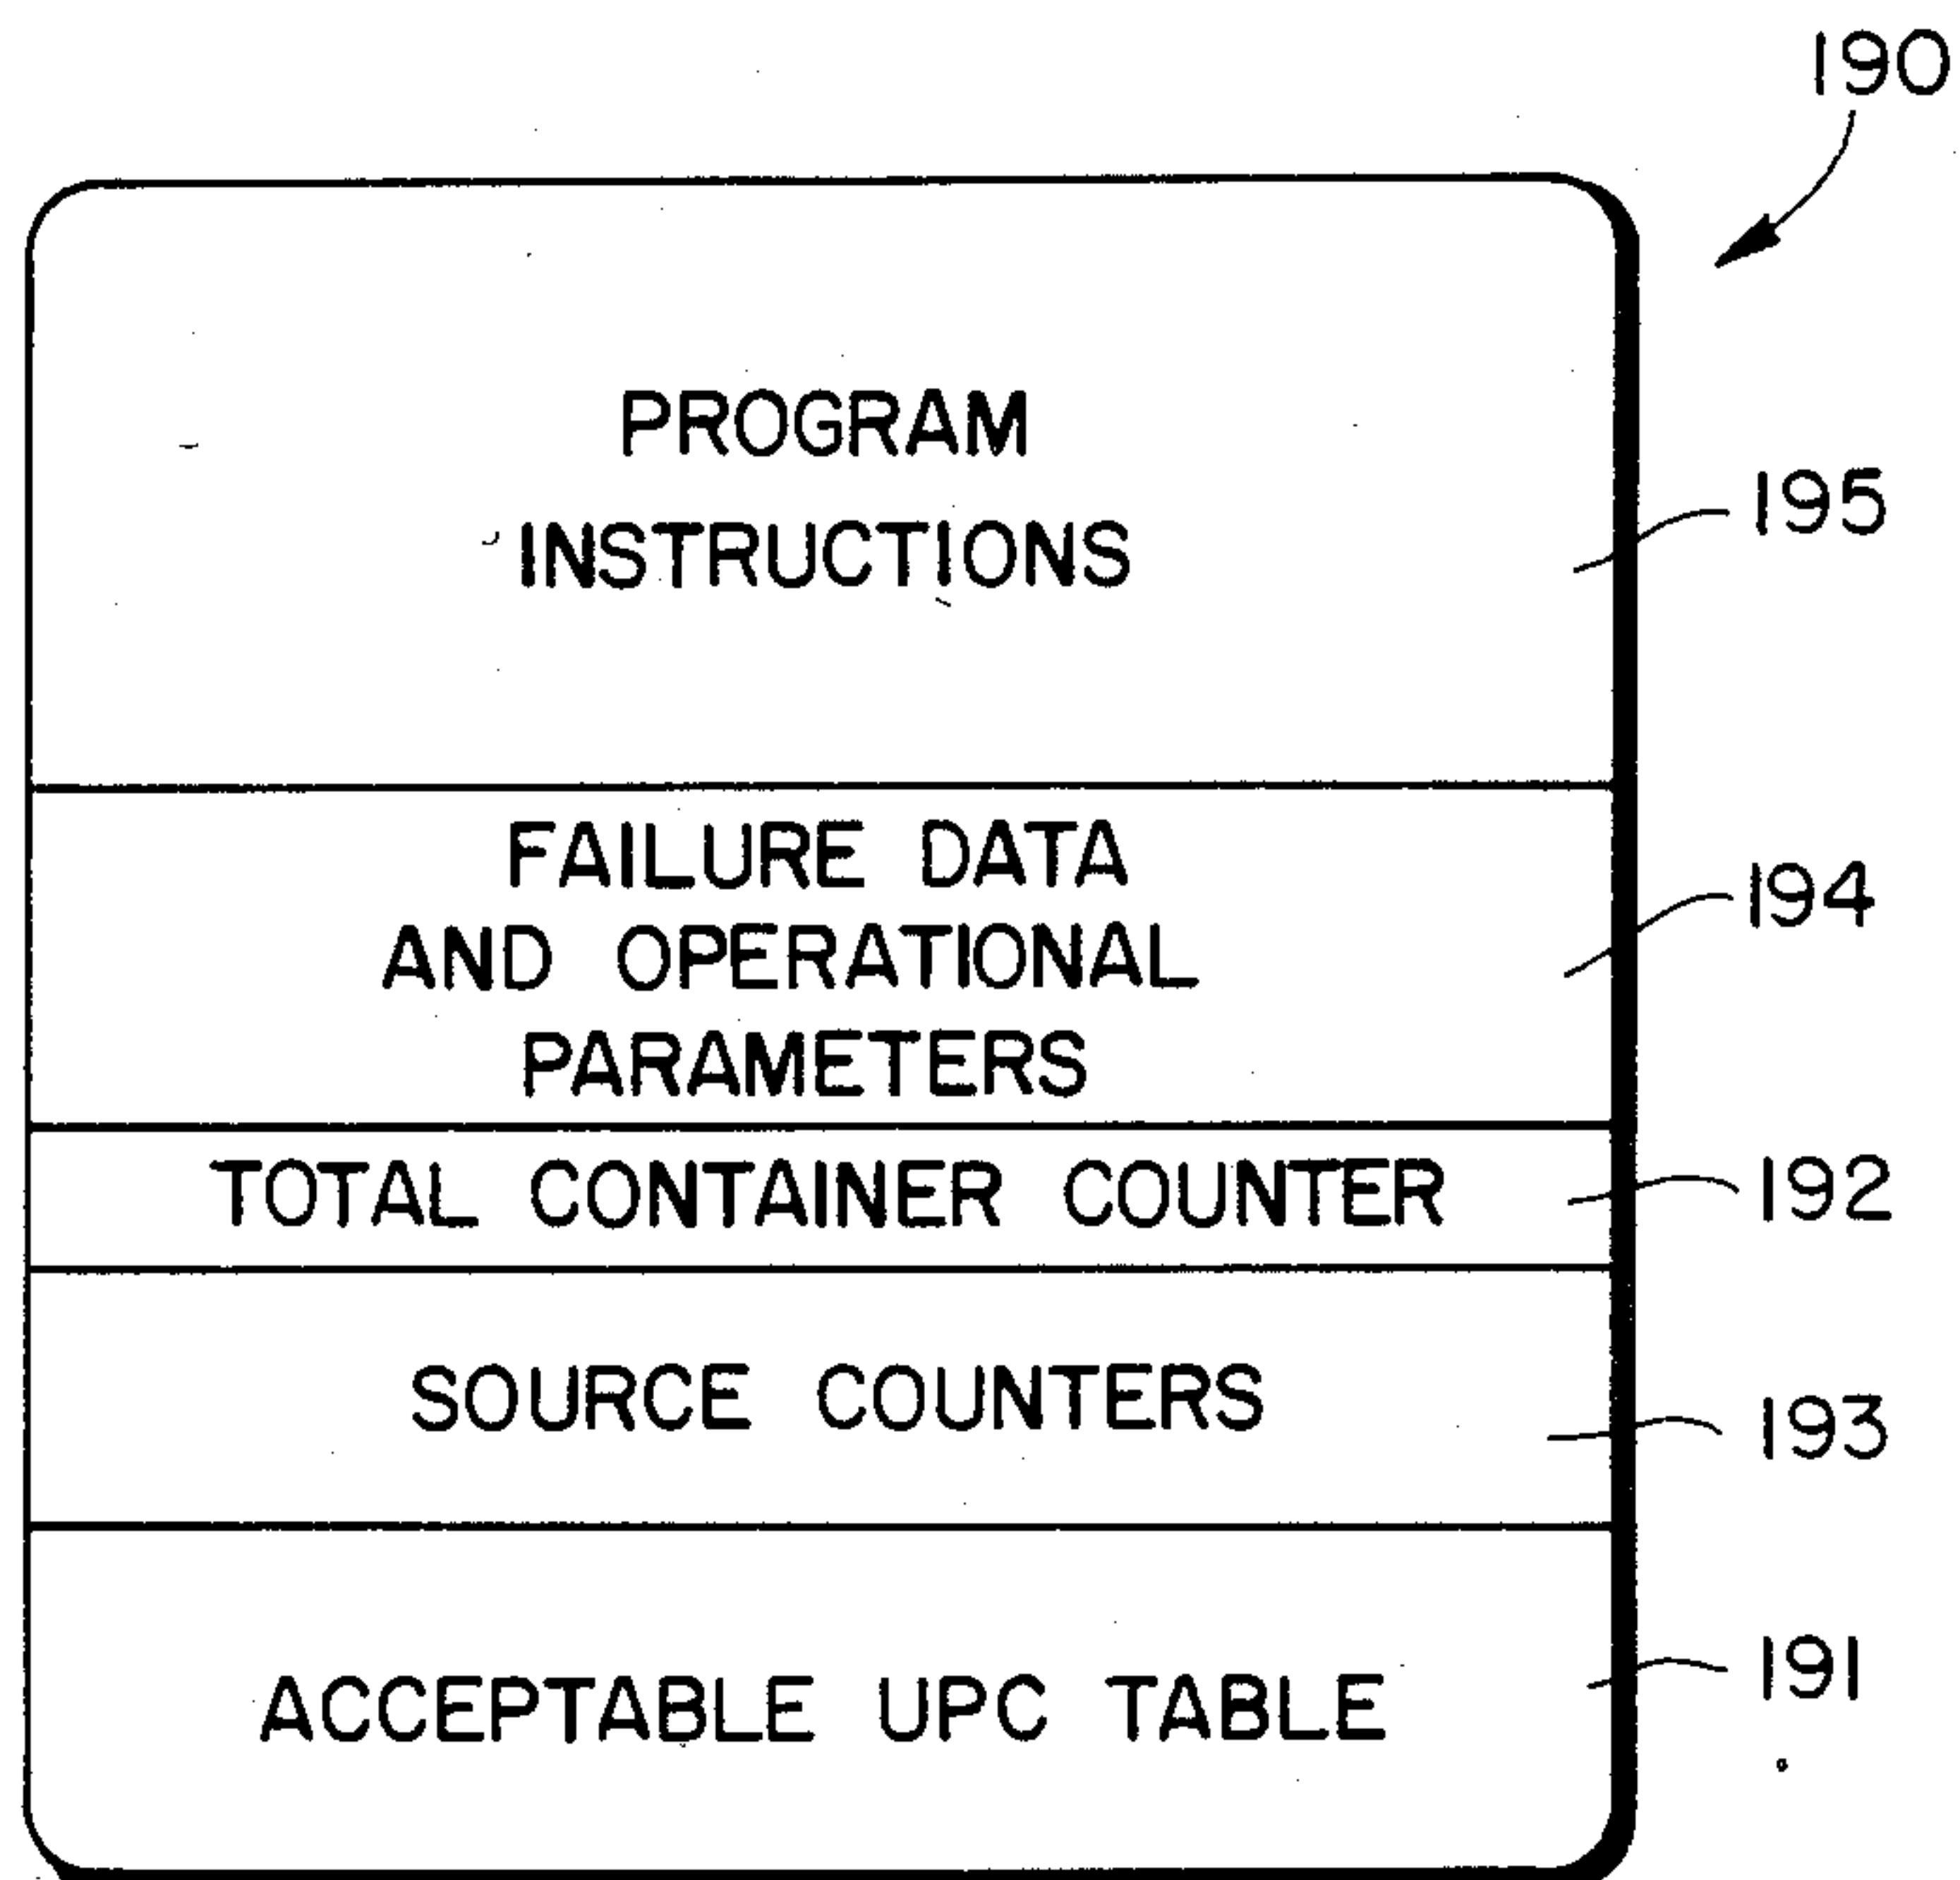 190
PROGRAM
INSTRUCTIONS
195
FAILURE DATA
AND OPERATIONAL
PARAMETERS
194
TOTAL CONTAINER COUNTER
192
SOURCE COUNTERS
193
ACCEPTABLE UPC TABLE
191